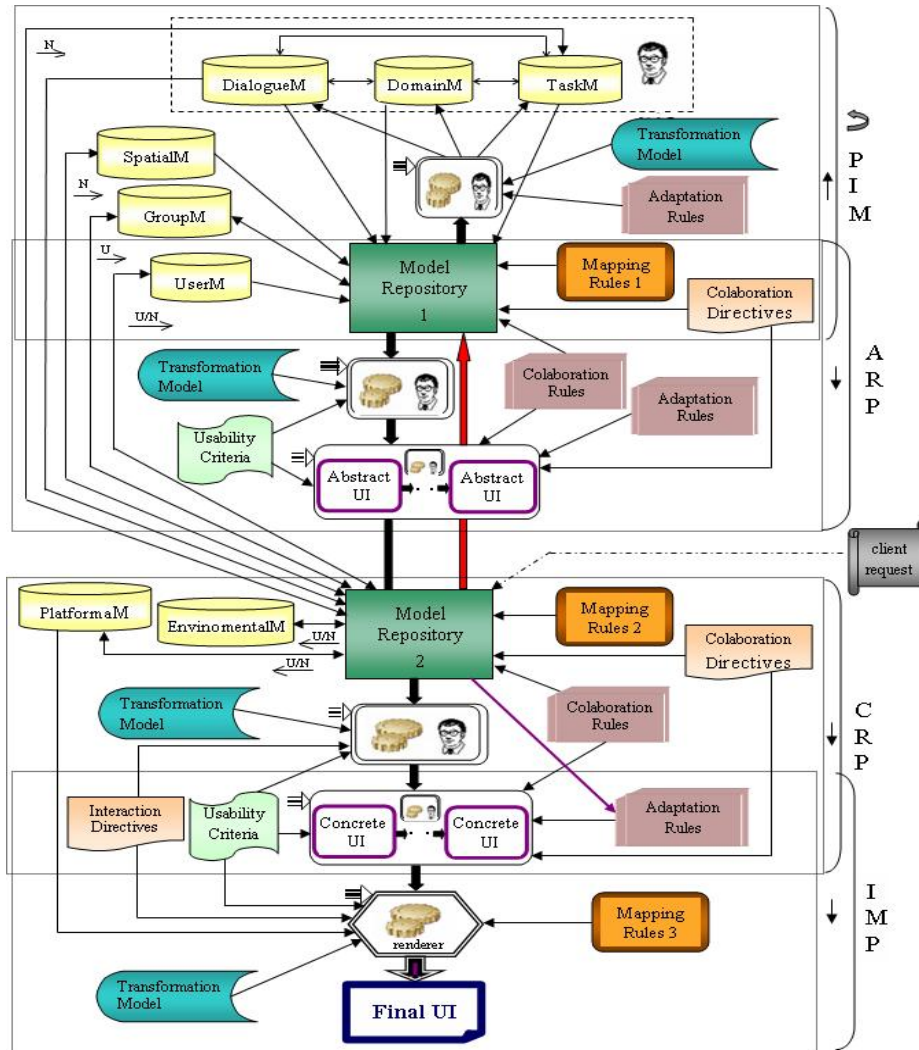 N
DialogueM
DomainM
TaskM
Transformation
Model
SpatialM
N
GroupM
Adaptation
Rules
P
I
M
U
UserM
Model
Repository
1
Mapping
Rules 1
Colaboration
Directives
U/N
Transformation
Model
Colaboration
Rules
Adaptation
Rules
A
R
P
Usability
Criteria
Abstract
UI
Abstract
UI
client
request
PlatformaM
EnvinomentalM
U/N
U/N
Model
Repository
2
Mapping
Rules 2
Colaboration
Directives
Transformation
Model
Colaboration
Rules
C
R
P
Interaction
Directives
Usability
Criteria
Concrete
UI
Concrete
UI
Adaptation
Rules
renderer
Mapping
Rules 3
I
M
P
Transformation
Model
Final UI